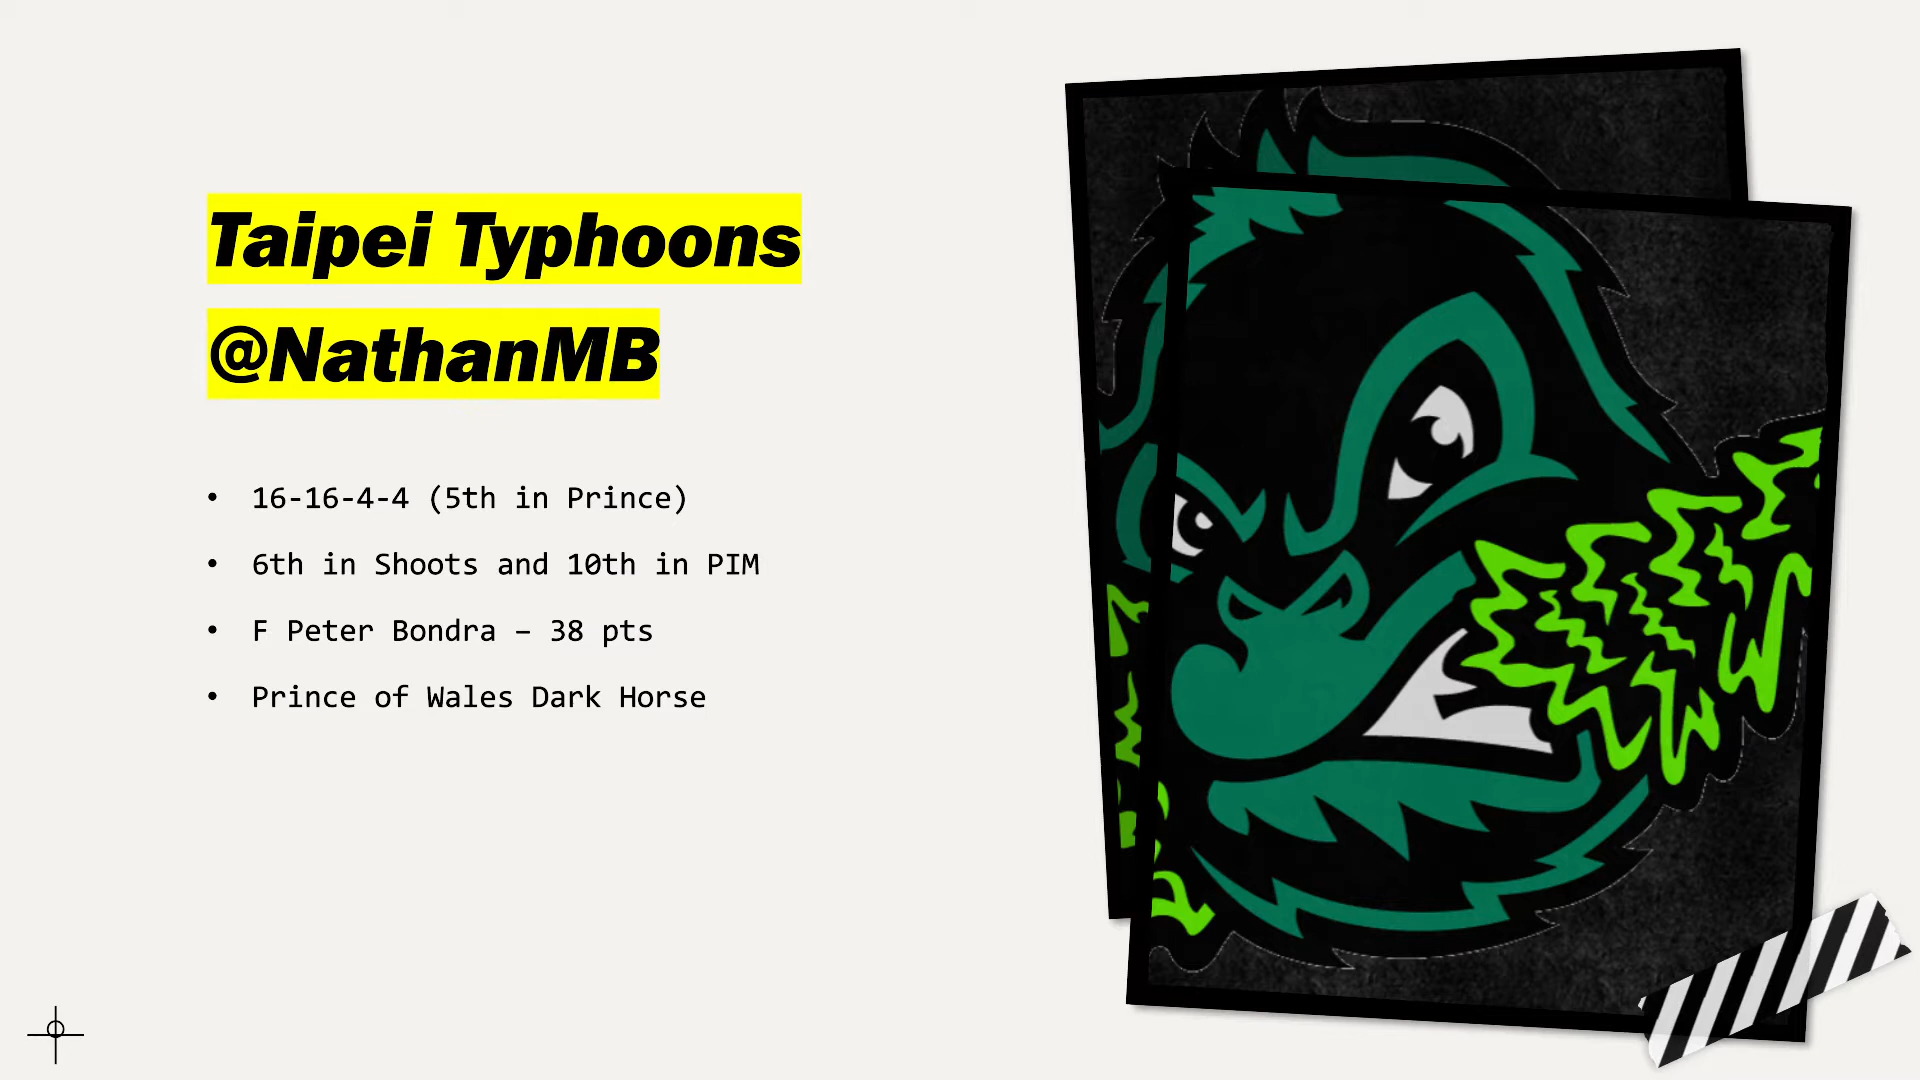 Taipei Typhoons
@NathanMB
• 16-16-4-4 (5th in Prince)
• 6th in Shoots and 10th in PIM
• F Peter Bondra – 38 pts
• Prince of Wales Dark Horse